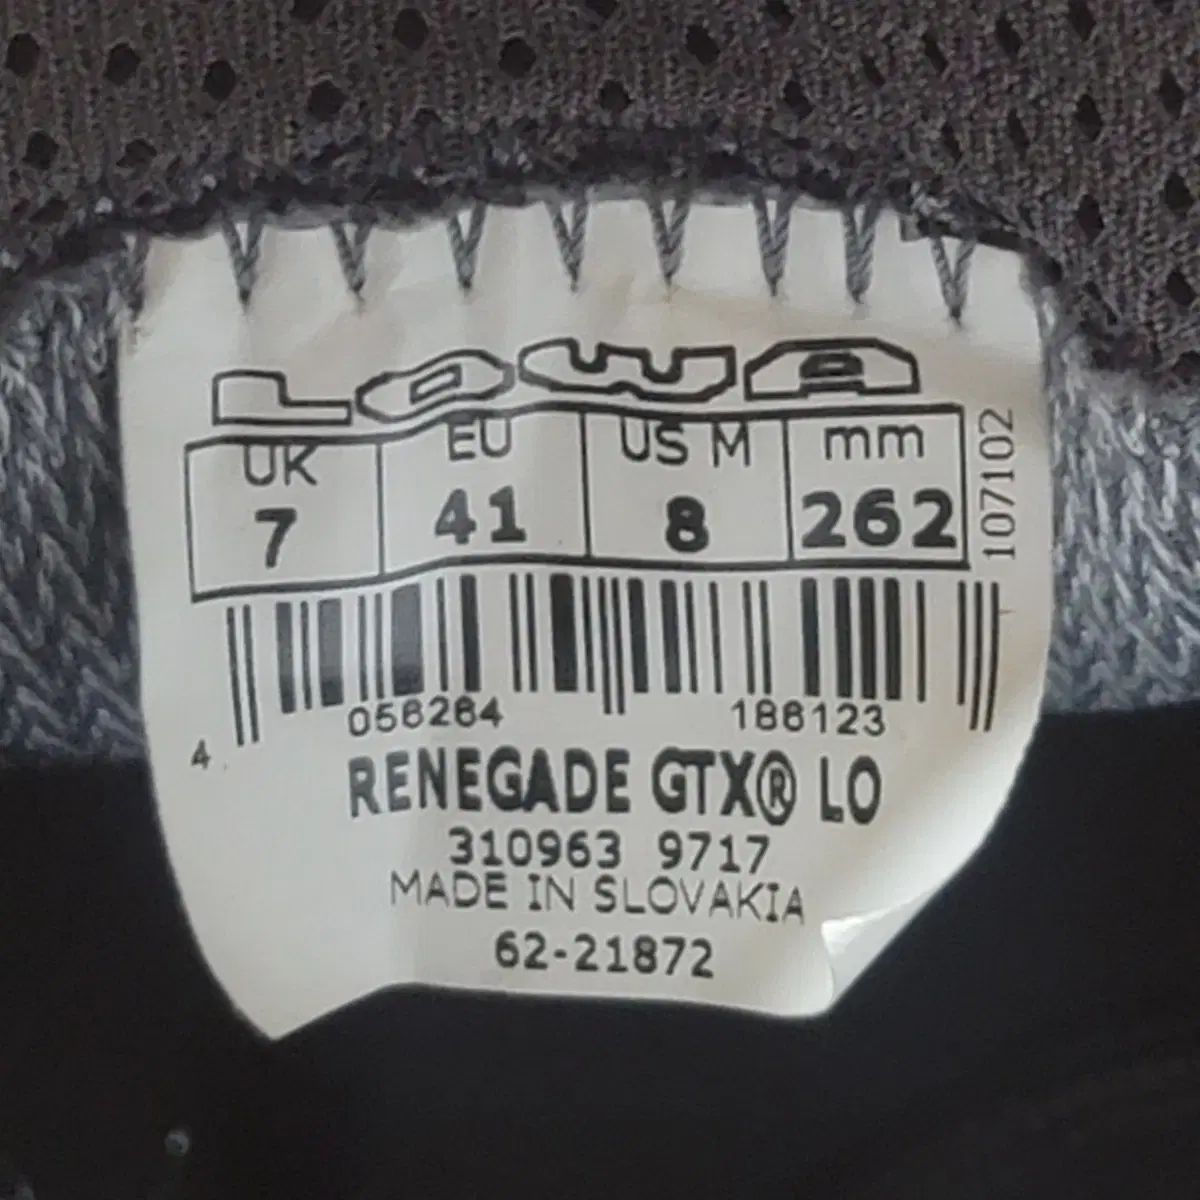 LOWA
UK EU US M mm
7 41 8 262
107102
4 056284 186123
RENEGADE GTX® LO
310963 9717
MADE IN SLOVAKIA
62-21872